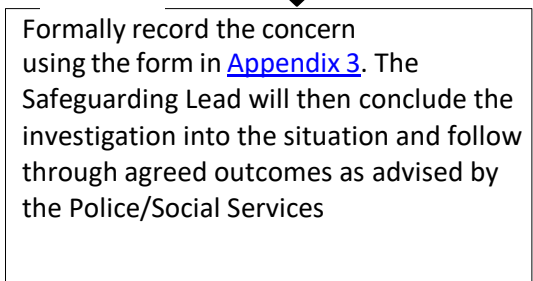 Formally record the concern
using the form in Appendix 3. The
Safeguarding Lead will then conclude the
investigation into the situation and follow
through agreed outcomes as advised by
the Police/Social Services